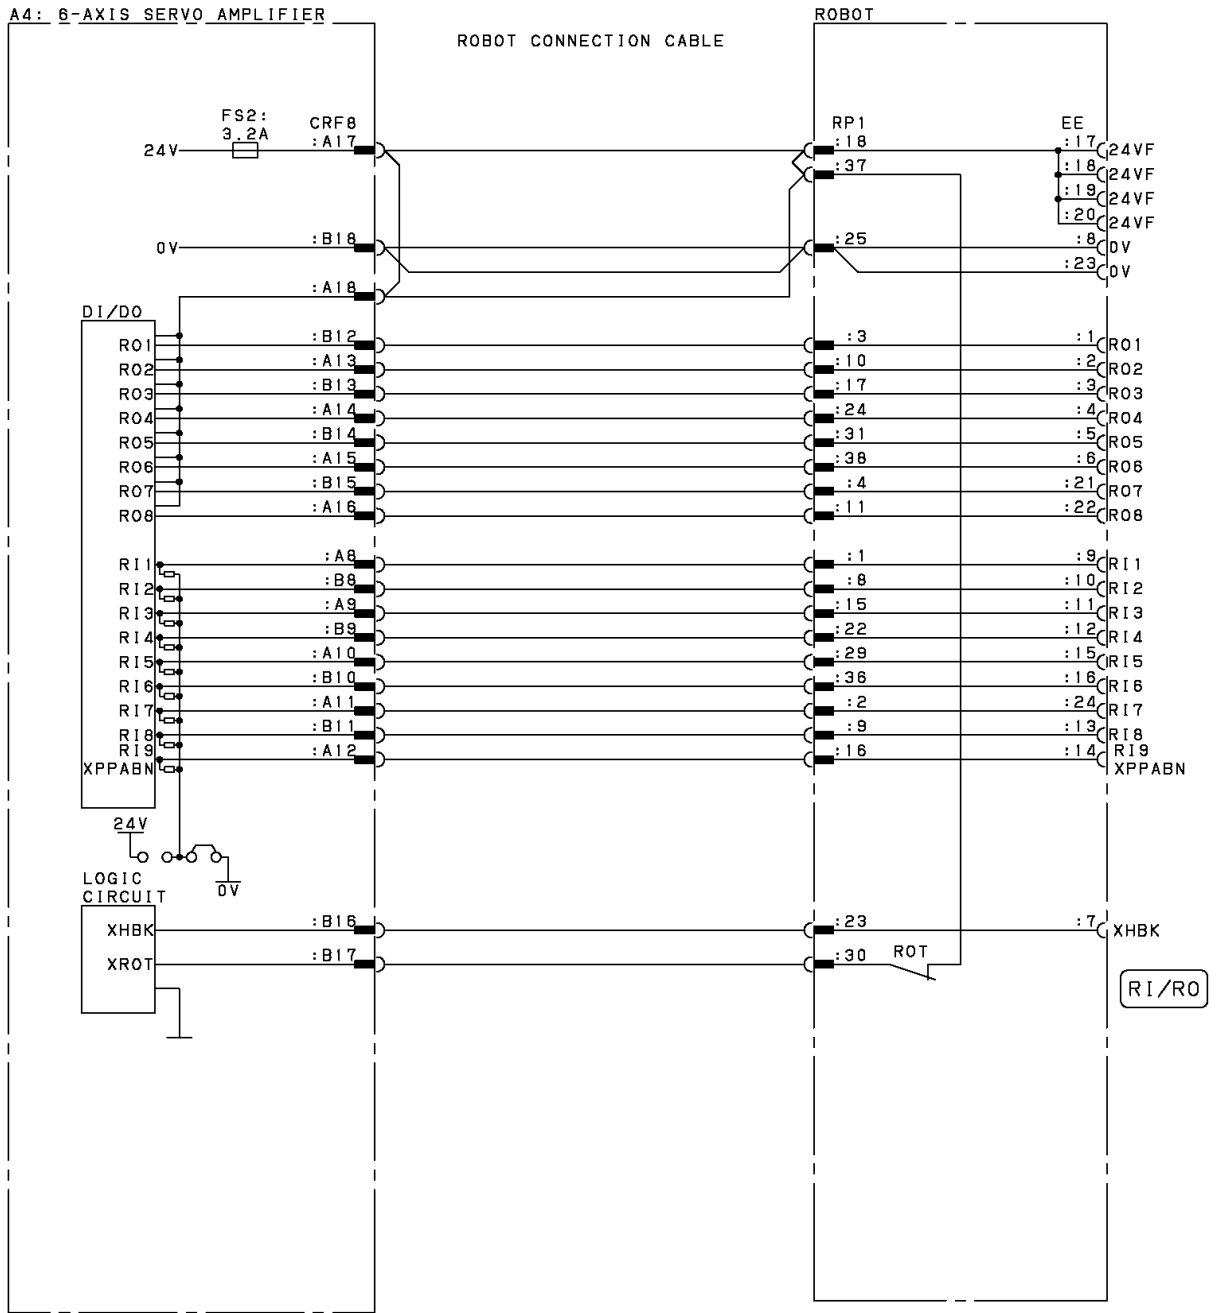 A4: 6-AXIS SERVO AMPLIFIER ROBOT
ROBOT CONNECTION CABLE
FS2:
3.2A CRF8 RP1 EE
24V :A17 :18 :17 24VF
:37 :18 24VF
:19 24VF
:20 24VF
0V :B18 :25 :8 0V
:23 0V
:A18
DI/DO
RO1 :B12 :3 :1 RO1
RO2 :A13 :10 :2 RO2
RO3 :B13 :17 :3 RO3
RO4 :A14 :24 :4 RO4
RO5 :B14 :31 :5 RO5
RO6 :A15 :38 :6 RO6
RO7 :B15 :4 :21 RO7
RO8 :A16 :11 :22 RO8
RI1 :A8 :1 :9 RI1
RI2 :B8 :8 :10 RI2
RI3 :A9 :15 :11 RI3
RI4 :B9 :22 :12 RI4
RI5 :A10 :29 :15 RI5
RI6 :B10 :36 :16 RI6
RI7 :A11 :2 :24 RI7
RI8 :B11 :9 :13 RI8
RI9 :A12 :16 :14 RI9
XPPABN XPPABN
24V
0V
LOGIC
CIRCUIT
XHBK :B16 :23 :7 XHBK
XROT :B17 :30 ROT
RI/RO